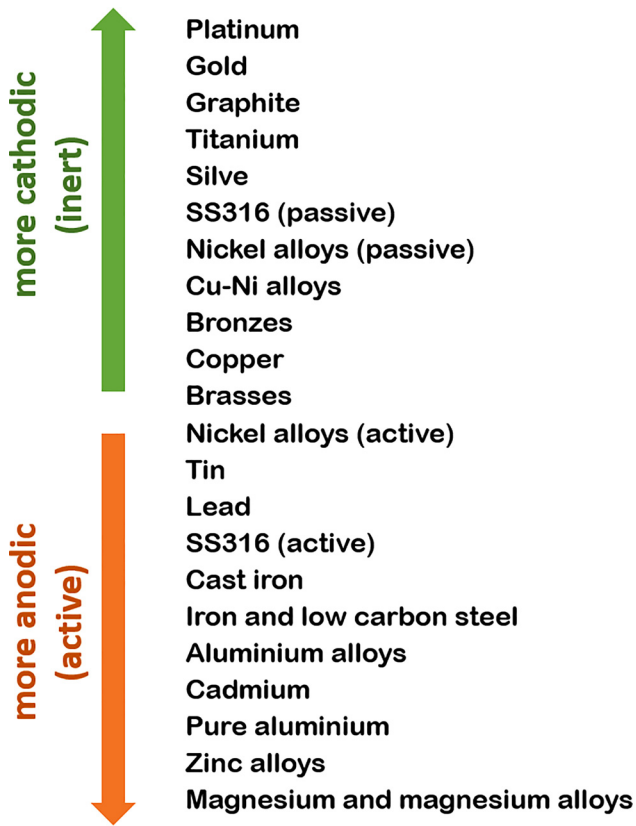 more cathodic
(inert)
Platinum
Gold
Graphite
Titanium
Silve
SS316 (passive)
Nickel alloys (passive)
Cu-Ni alloys
Bronzes
Copper
Brasses
more anodic
(active)
Nickel alloys (active)
Tin
Lead
SS316 (active)
Cast iron
Iron and low carbon steel
Aluminium alloys
Cadmium
Pure aluminium
Zinc alloys
Magnesium and magnesium alloys